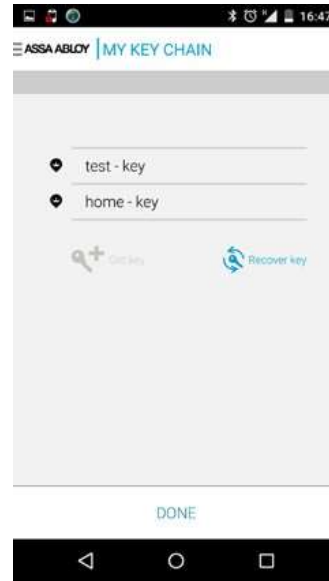 16:47
ASSA ABLOY MY KEY CHAIN
test - key
home - key
Get key Recover key
DONE